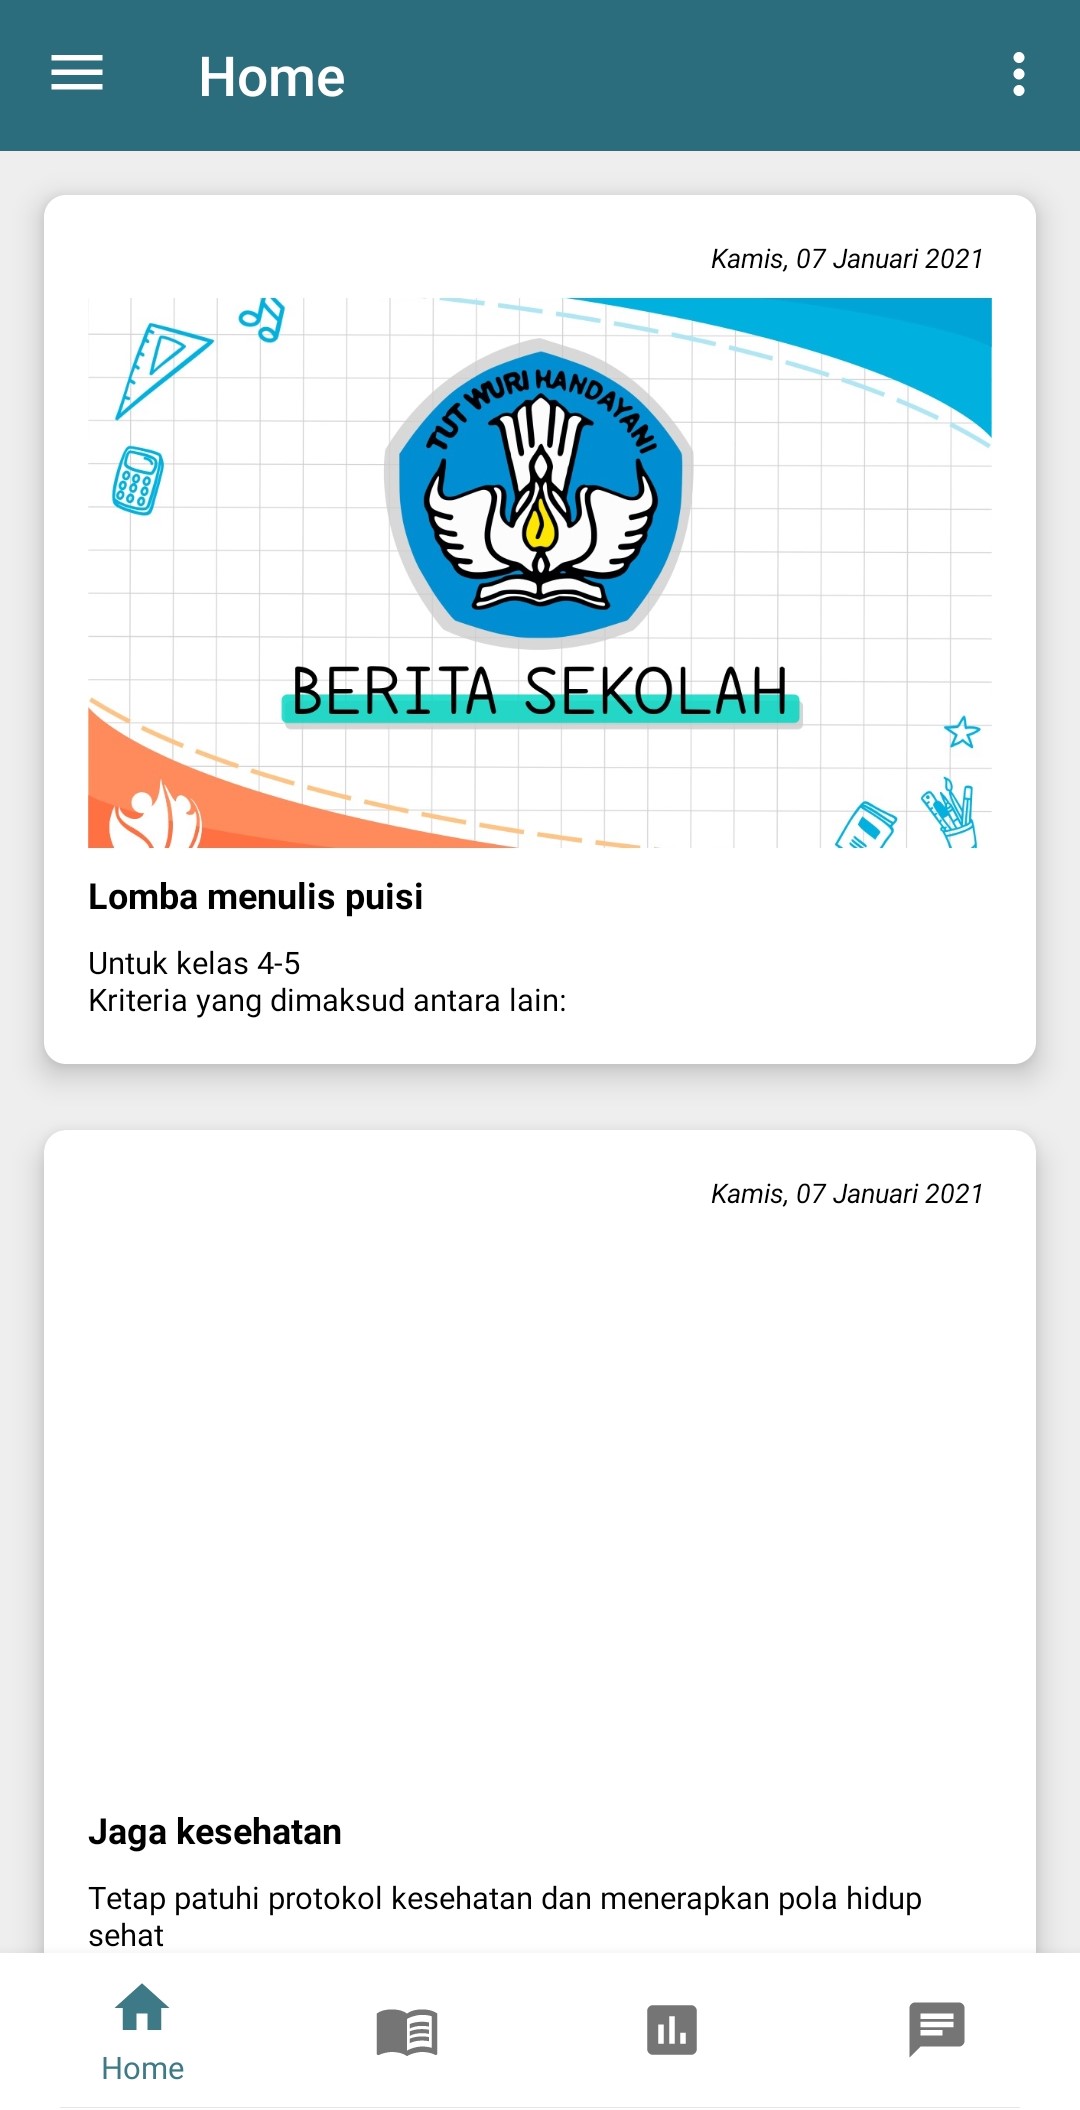 Home
Kamis, 07 Januari 2021
TUT WURI HANDAYANI
BERITA SEKOLAH
Lomba menulis puisi
Untuk kelas 4-5
Kriteria yang dimaksud antara lain:
Kamis, 07 Januari 2021
Jaga kesehatan
Tetap patuhi protokol kesehatan dan menerapkan pola hidup
sehat
Home